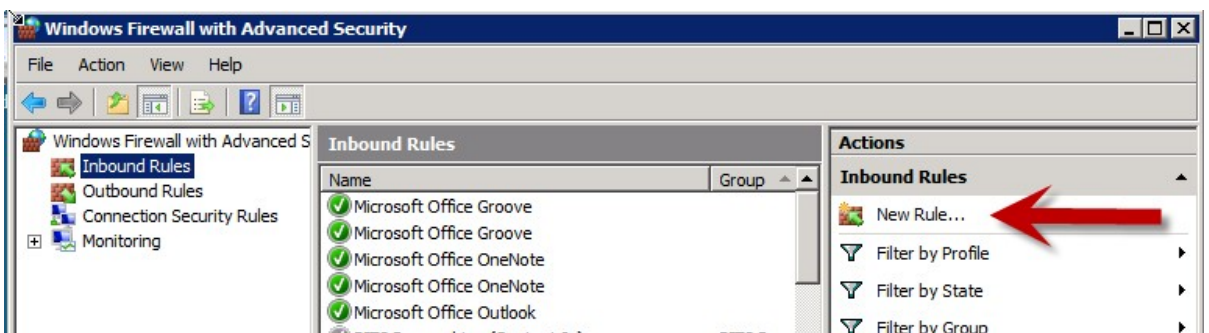 Windows Firewall with Advanced Security
File Action View Help
Windows Firewall with Advanced S
Inbound Rules
Outbound Rules
Connection Security Rules
Monitoring
Inbound Rules
Name Group
Microsoft Office Groove
Microsoft Office Groove
Microsoft Office OneNote
Microsoft Office OneNote
Microsoft Office Outlook
Actions
Inbound Rules
New Rule...
Filter by Profile
Filter by State
Filter by Group